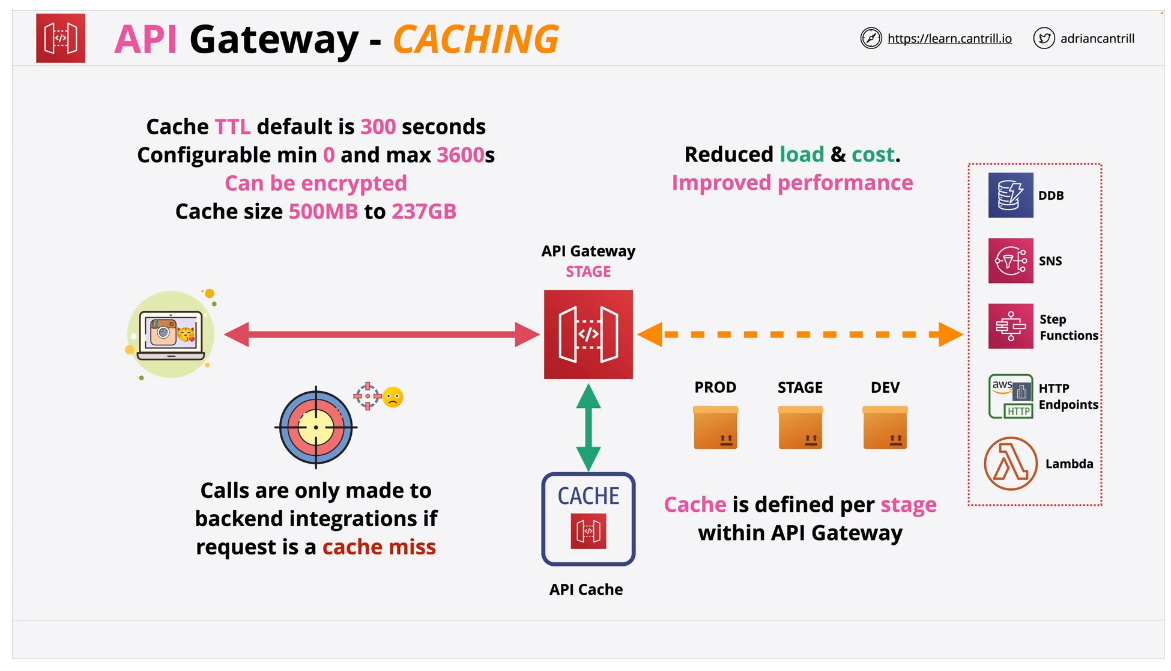 API Gateway - CACHING
https://learn.cantrill.io
adriancantrill
Cache TTL default is 300 seconds
Configurable min 0 and max 3600s
Can be encrypted
Cache size 500MB to 237GB
Reduced load & cost.
Improved performance
API Gateway
STAGE
DDB
SNS
Step
Functions
aws
HTTP
HTTP
Endpoints
Lambda
PROD
STAGE
DEV
Calls are only made to
backend integrations if
request is a cache miss
CACHE
API Cache
Cache is defined per stage
within API Gateway